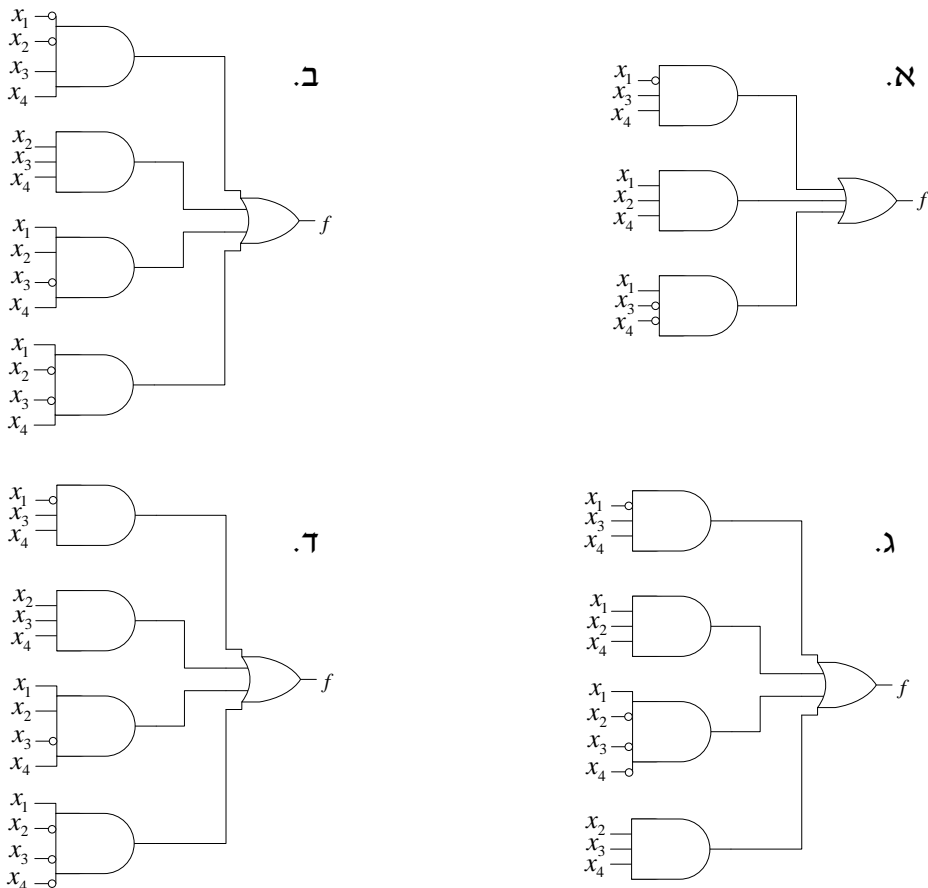 א.
x₁
x₃
x₄
x₁
x₂
x₄
x₁
x₃
x₄
f
ב.
x₁
x₂
x₃
x₄
x₂
x₃
x₄
x₁
x₂
x₃
x₄
x₁
x₂
x₃
x₄
f
ג.
x₁
x₃
x₄
x₁
x₂
x₄
x₁
x₂
x₃
x₄
x₂
x₃
x₄
f
ד.
x₁
x₃
x₄
x₂
x₃
x₄
x₁
x₂
x₃
x₄
x₁
x₂
x₃
x₄
f